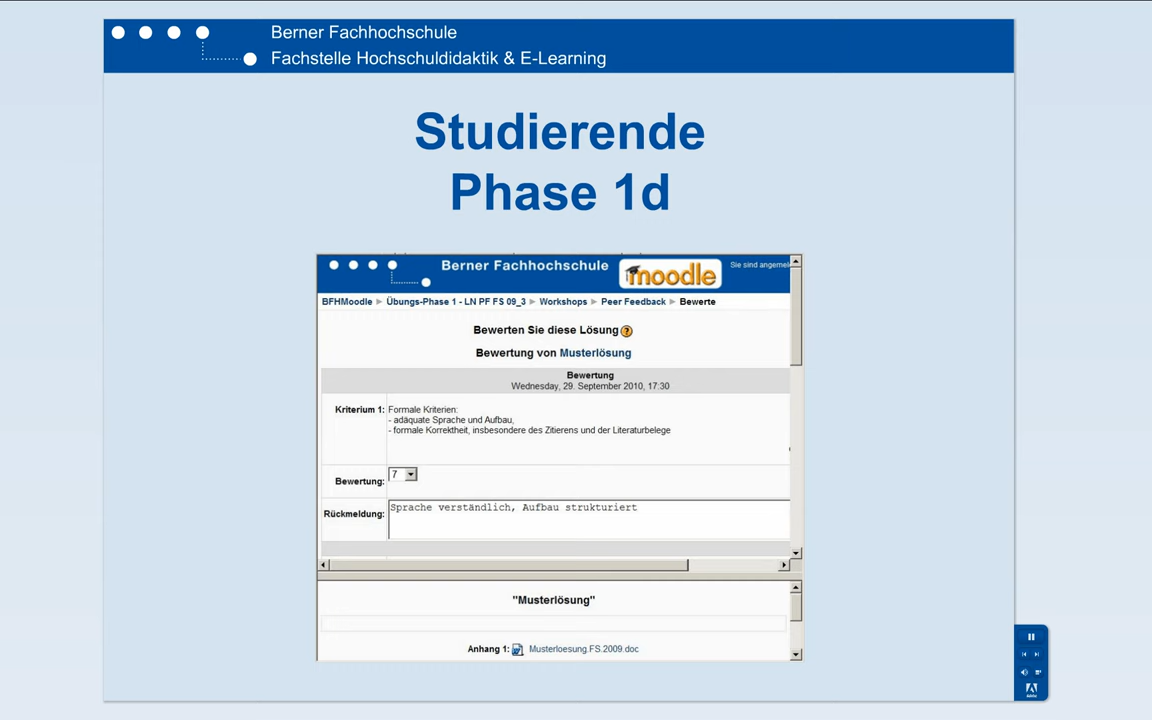 Berner Fachhochschule
Fachstelle Hochschuldidaktik & E-Learning
Studierende
Phase 1d
Berner Fachhochschule
moodle
Sie sind angemel
BFHMoodle ► Übungs-Phase 1 - LN PF FS 09_3 ► Workshops ► Peer Feedback ► Bewerte
Bewerten Sie diese Lösung ?
Bewertung von Musterlösung
Bewertung
Wednesday, 29. September 2010, 17:30
Kriterium 1: Formale Kriterien:
- adäquate Sprache und Aufbau,
- formale Korrektheit, insbesondere des Zitierens und der Literaturbelege
Bewertung: 7
Rückmeldung: Sprache verständlich, Aufbau strukturiert
"Musterlösung"
Anhang 1: Musterloesung.FS.2009.doc